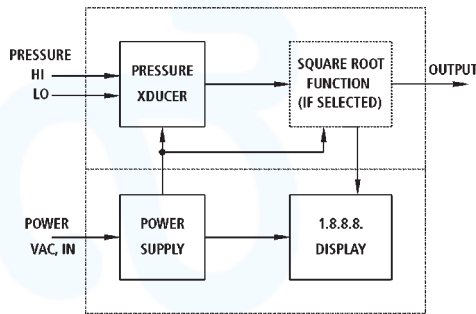 PRESSURE
HI
LO
PRESSURE
XDUCER
SQUARE ROOT
FUNCTION
(IF SELECTED)
OUTPUT
POWER
VAC, IN
POWER
SUPPLY
1.8.8.8.
DISPLAY